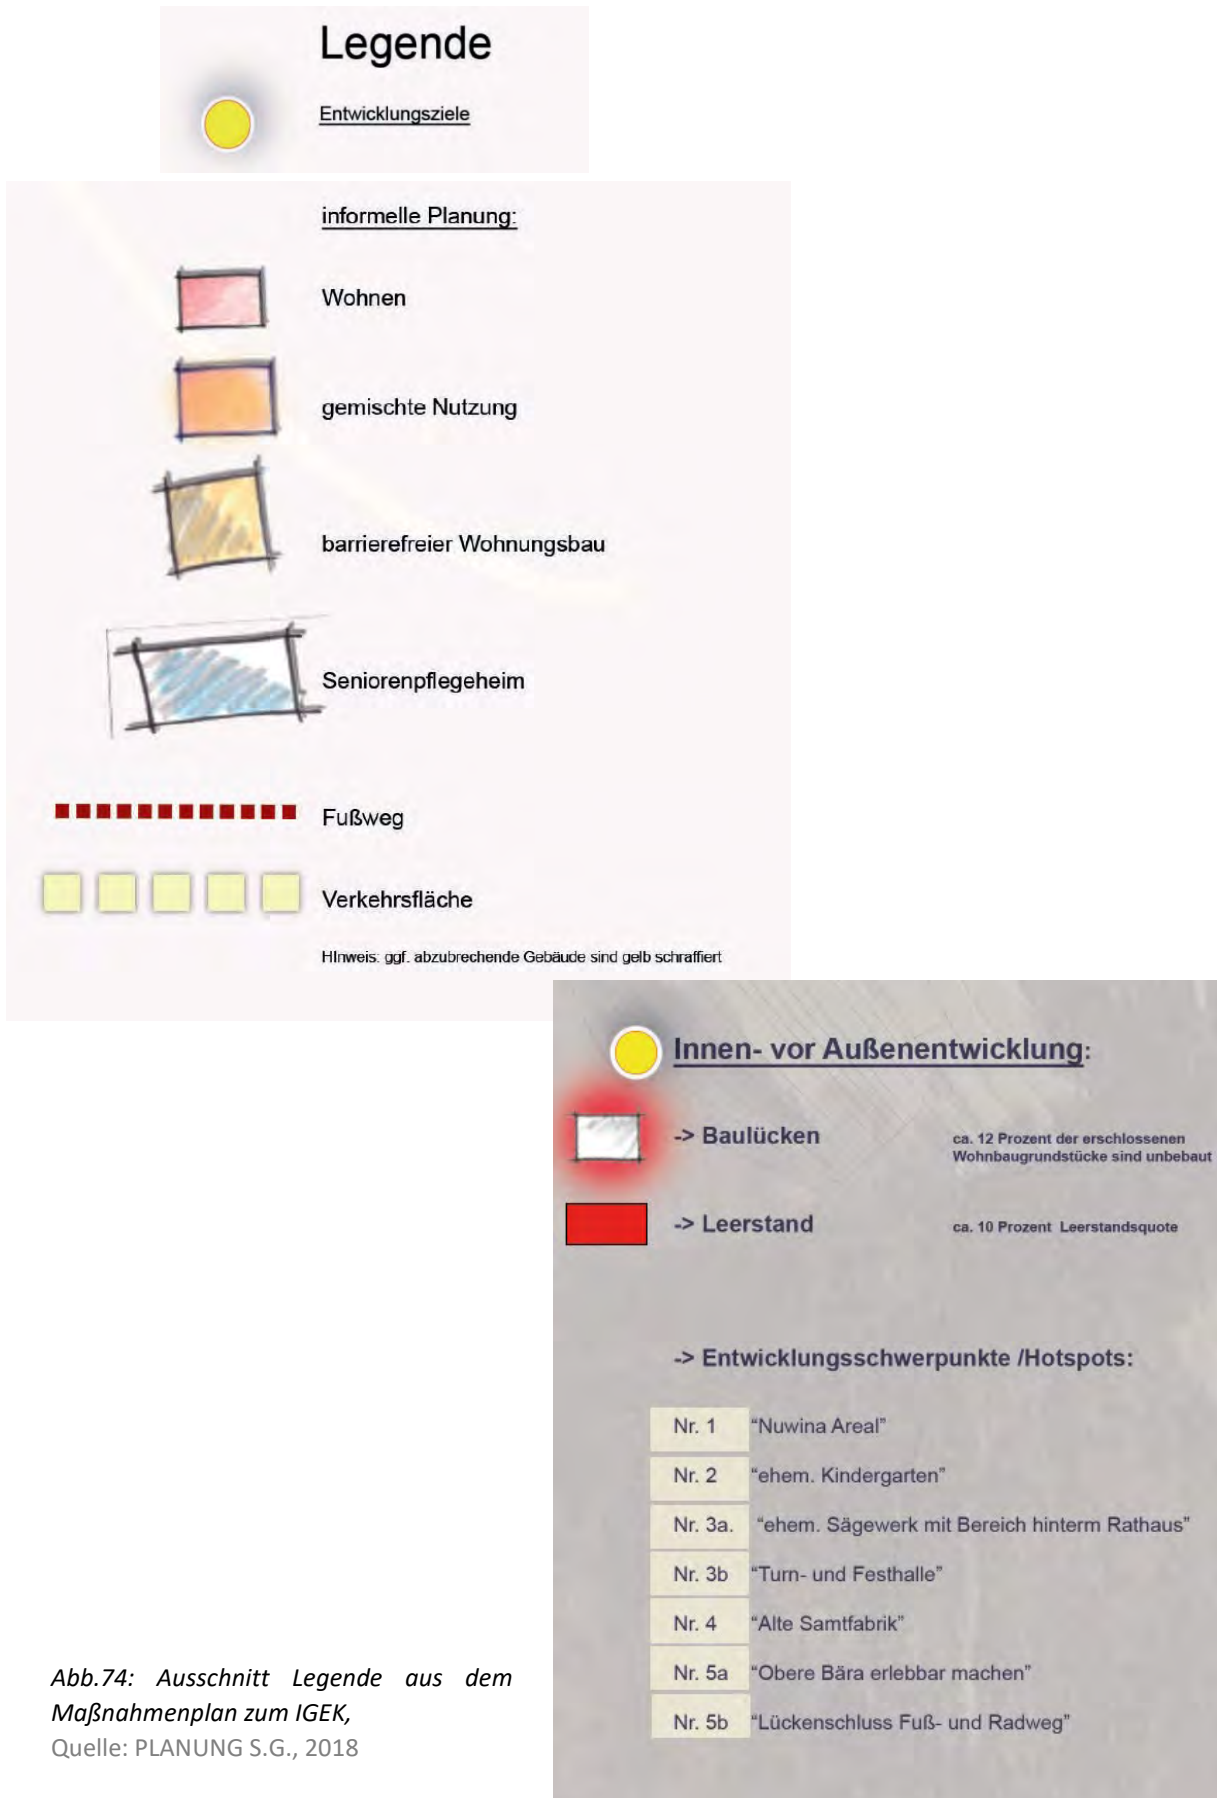 Legende
Entwicklungsziele
informelle Planung:
Wohnen
gemischte Nutzung
barrierefreier Wohnungsbau
Seniorenpflegeheim
Fußweg
Verkehrsfläche
HInweis: ggf. abzubrechende Gebäude sind gelb schraffiert
Innen- vor Außenentwicklung:
-> Baulücken
ca. 12 Prozent der erschlossenen
Wohnbaugrundstücke sind unbebaut
-> Leerstand
ca. 10 Prozent Leerstandsquote
-> Entwicklungsschwerpunkte /Hotspots:
Nr. 1 “Nuwina Areal”
Nr. 2 “ehem. Kindergarten”
Nr. 3a. “ehem. Sägewerk mit Bereich hinterm Rathaus”
Nr. 3b “Turn- und Festhalle”
Nr. 4 “Alte Samtfabrik”
Nr. 5a “Obere Bära erlebbar machen”
Nr. 5b “Lückenschluss Fuß- und Radweg”
Abb.74: Ausschnitt Legende aus dem
Maßnahmenplan zum IGEK,
Quelle: PLANUNG S.G., 2018